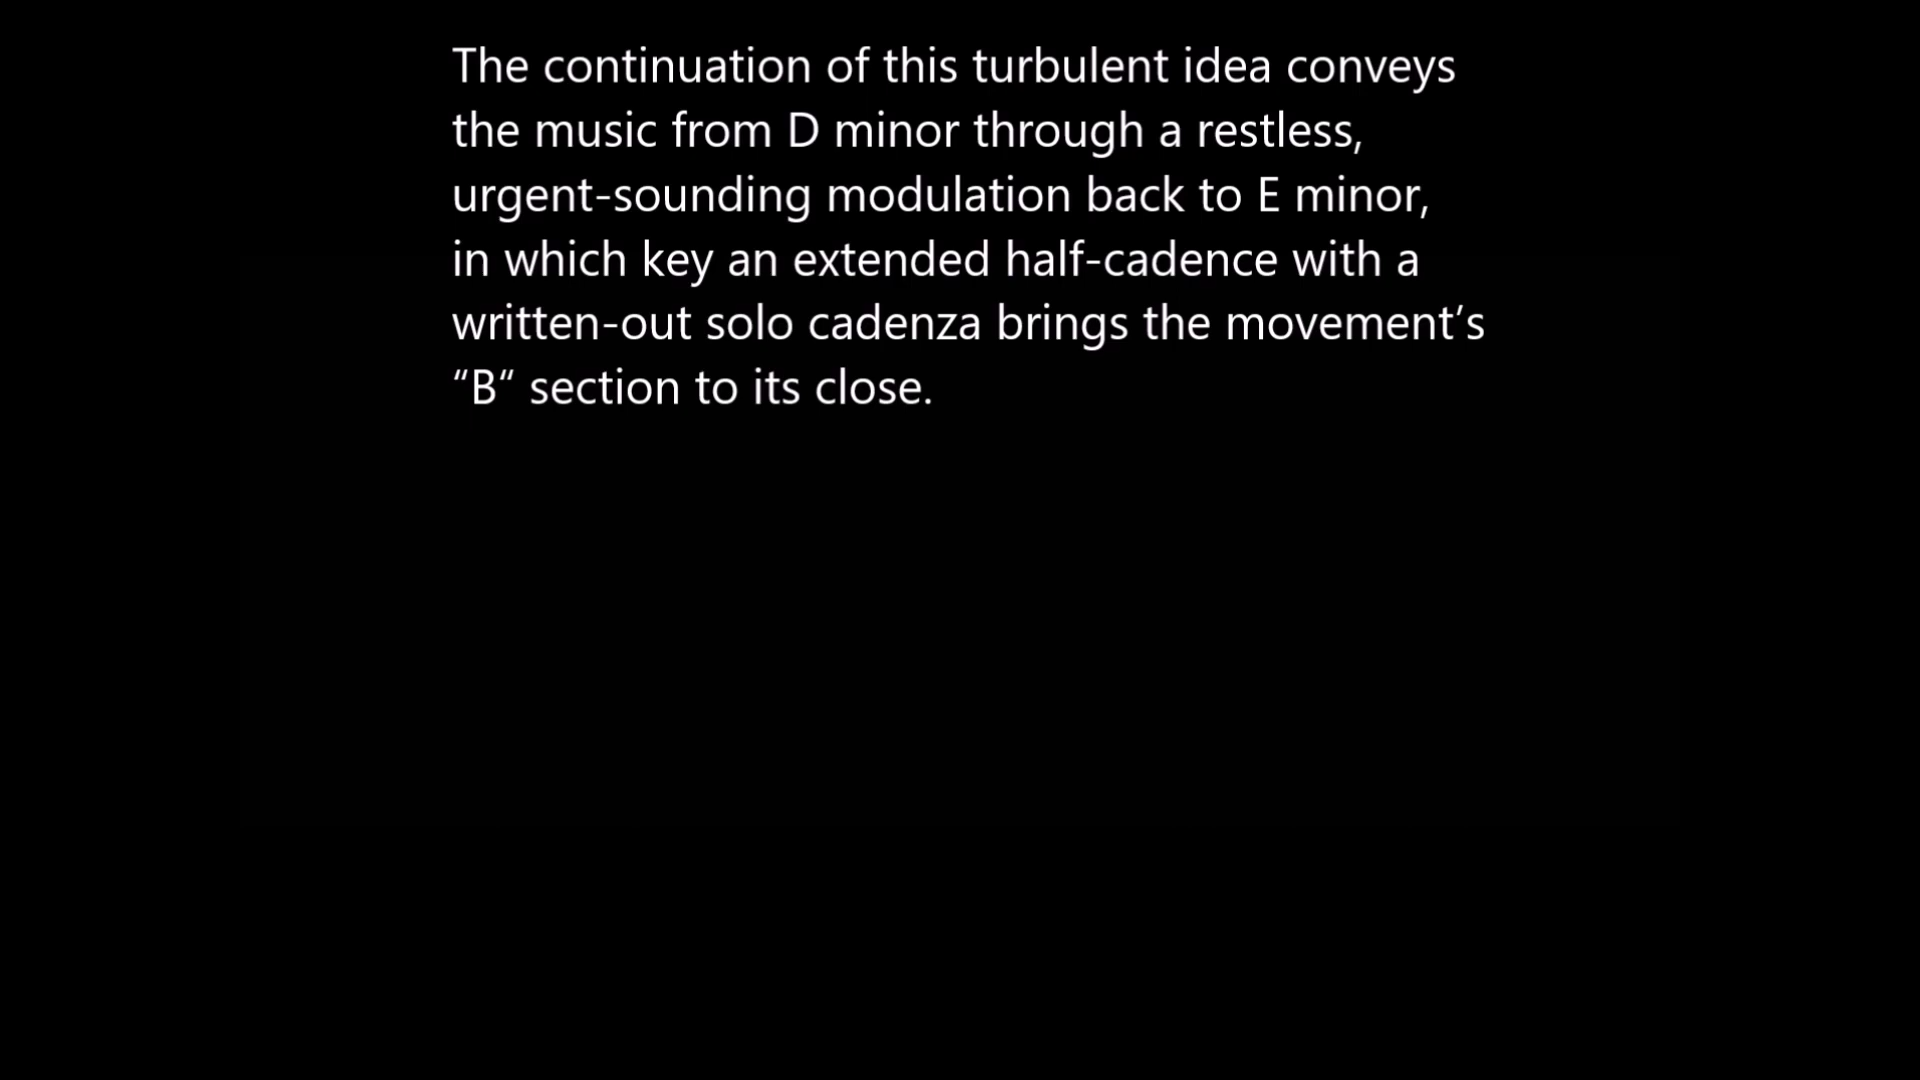 The continuation of this turbulent idea conveys
the music from D minor through a restless,
urgent-sounding modulation back to E minor,
in which key an extended half-cadence with a
written-out solo cadenza brings the movement’s
“B“ section to its close.